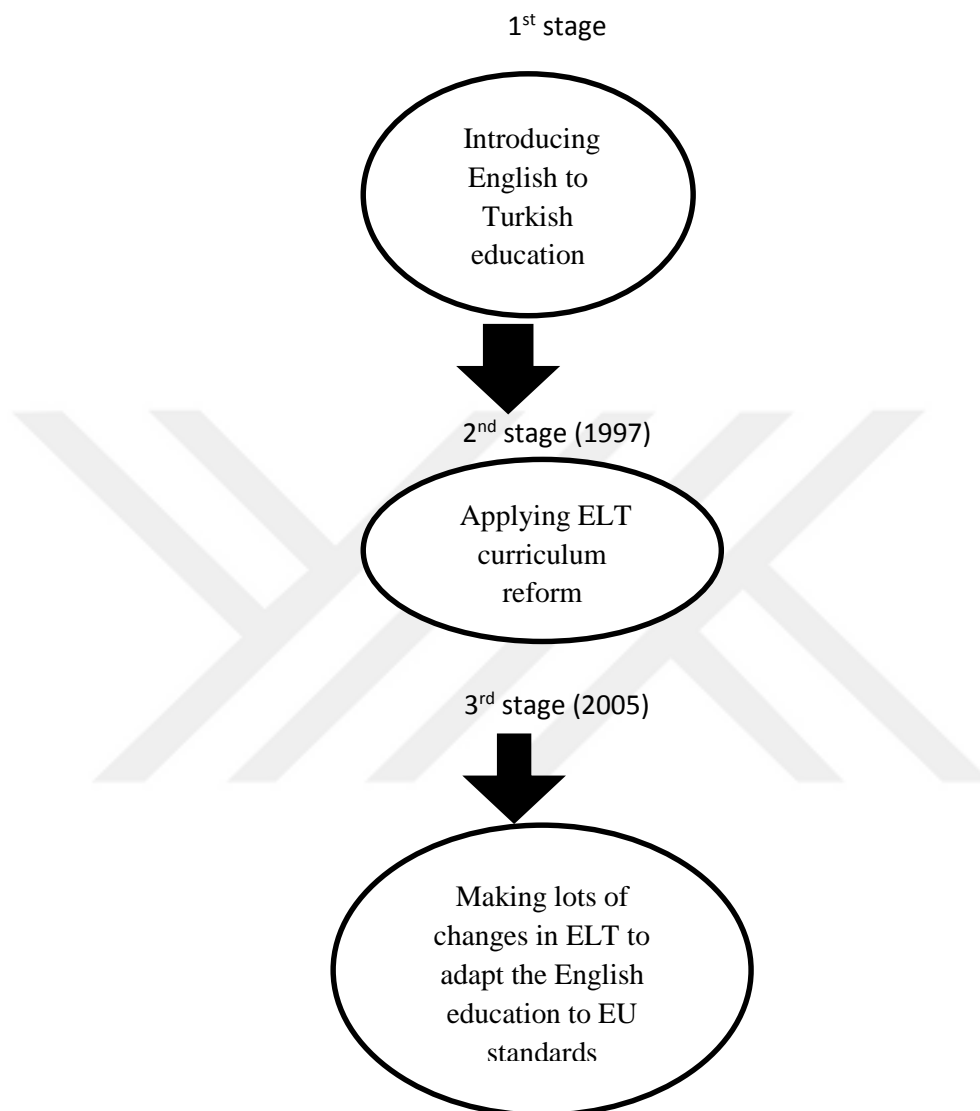 1st stage
Introducing
English to
Turkish
education
2nd stage (1997)
Applying ELT
curriculum
reform
3rd stage (2005)
Making lots of
changes in ELT to
adapt the English
education to EU
standards